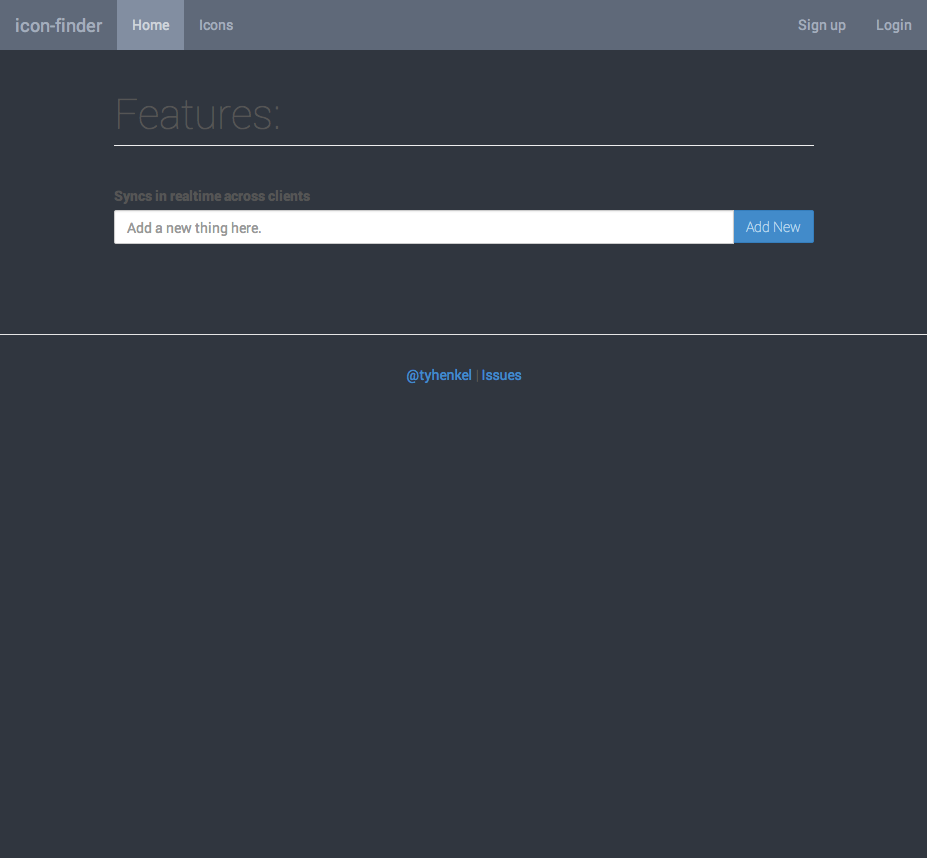 icon-finder Home Icons Sign up Login
Features:
Syncs in realtime across clients
Add a new thing here. Add New
@tyhenkel | Issues